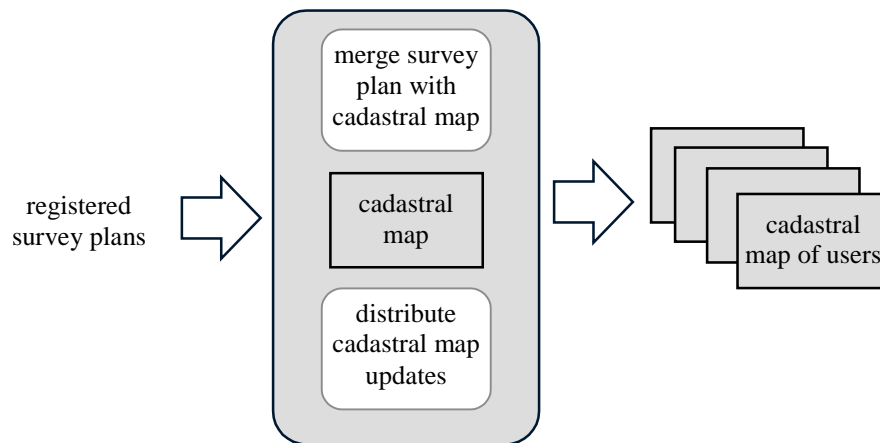 registered
survey plans
merge survey
plan with
cadastral map
cadastral
map
distribute
cadastral map
updates
cadastral
map of users